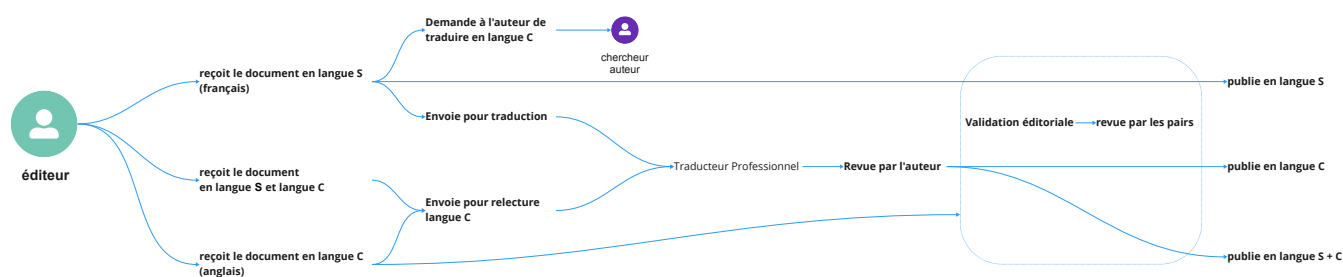 Demande à l'auteur de
traduire en langue C
chercheur
auteur
reçoit le document en langue S
(français)
publie en langue S
Envoie pour traduction
Validation éditoriale
revue par les pairs
éditeur
reçoit le document
en langue S et langue C
Traducteur Professionnel
Revue par l'auteur
publie en langue C
Envoie pour relecture
langue C
reçoit le document en langue C
(anglais)
publie en langue S + C